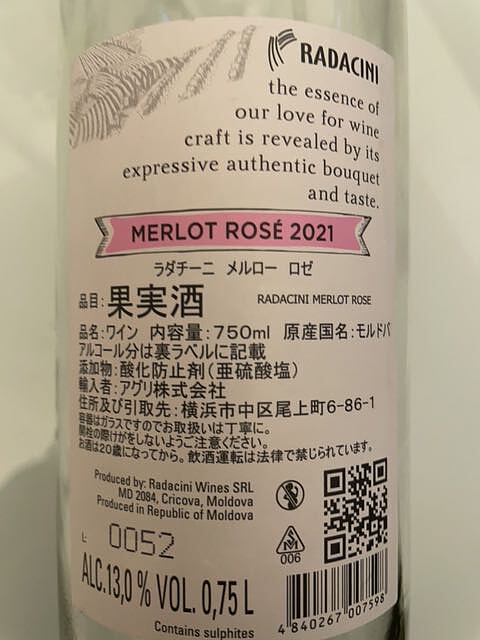 RADACINI
the essence of
our love for wine
craft is revealed by its
expressive authentic bouquet
and taste.
MERLOT ROSÉ 2021
ラダチーニ メルロー ロゼ
品目:果実酒 RADACINI MERLOT ROSE
品名:ワイン 内容量:750ml 原産国名:モルドバ
アルコール分は裏ラベルに記載
添加物:酸化防止剤(亜硫酸塩)
輸入者:アグリ株式会社
住所及び引取先:横浜市中区尾上町6-86-1
容器はガラスですのでお取扱いは丁寧に。
開栓の際けがをしないようご注意ください。
お酒は20歳になってから。飲酒運転は法律で禁じられています。
Produced by: Radacini Wines SRL
MD 2084, Cricova, Moldova
Produced in Republic of Moldova
L: 0052
SM
006
ALC.13,0 % VOL. 0,75 L
4 840267 007598
Contains sulphites